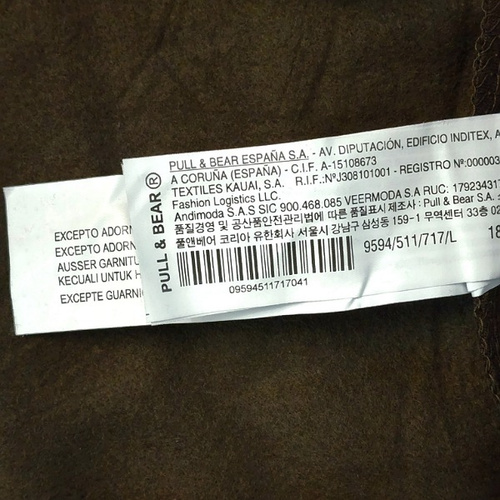 EXCEPTO ADORN
EXCEPTO ADORN
AUSSER GARNITU
KECUALI UNTUK H
EXCEPTE GUARNI
PULL & BEAR®
PULL & BEAR ESPAÑA S.A. - AV. DIPUTACIÓN, EDIFICIO INDITEX, A
A CORUÑA (ESPAÑA) - C.I.F. A-15108673
TEXTILES KAUAI, S.A. R.I.F.:NºJ308101001 - REGISTRO Nº:000003
Fashion Logistics LLC.
Andimoda S.A.S SIC 900.468.085 VEERMODA S.A RUC: 179234317
품질경영 및 공산품안전관리법에 따른 품질표시 제조사 : Pull & Bear S.A.
풀앤베어 코리아 유한회사 서울시 강남구 삼성동 159-1 무역센터 33층 02
9594/511/717/L
18
09594511717041